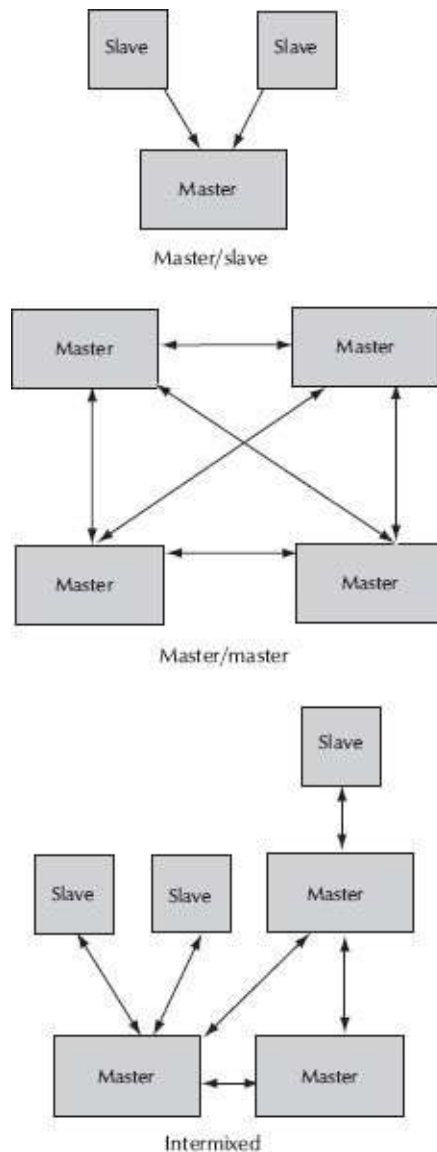 Slave Slave
Master
Master/slave
Master Master
Master Master
Master/master
Slave
Slave Slave
Master
Master Master
Intermixed